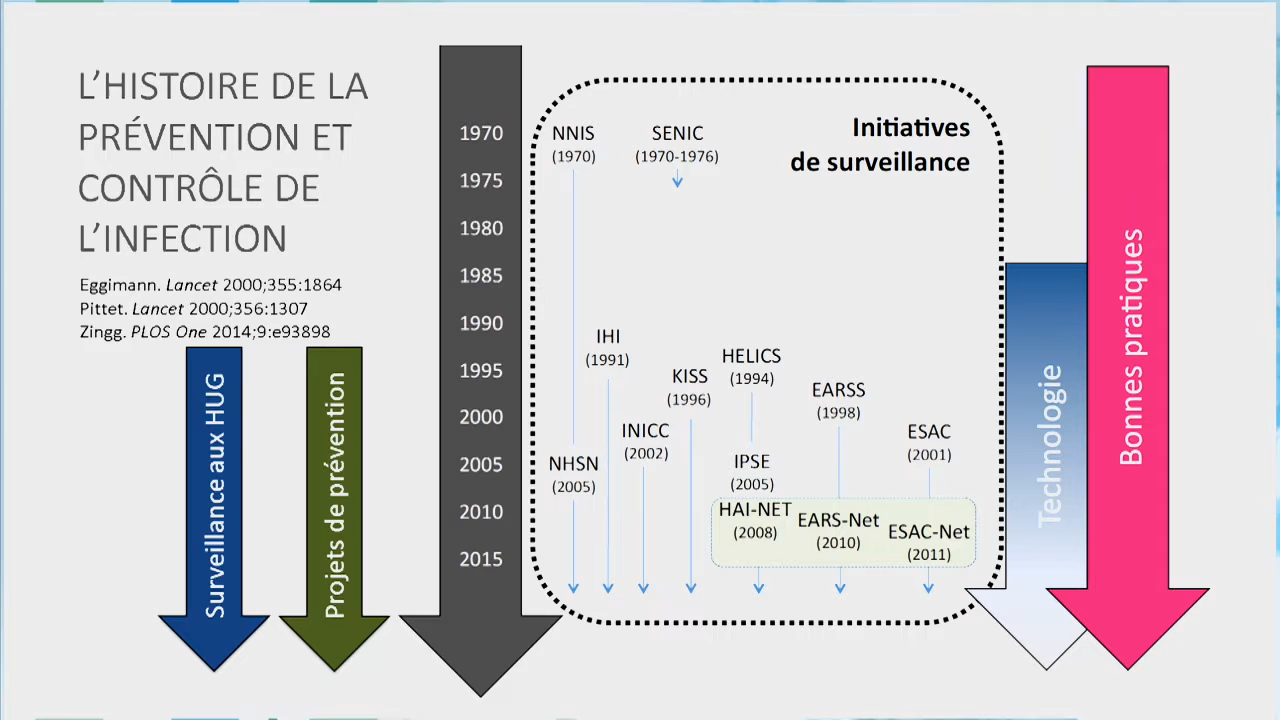 L'HISTOIRE DE LA
PRÉVENTION ET
CONTRÔLE DE
L'INFECTION
Eggimann. Lancet 2000;355:1864
Pittet. Lancet 2000;356:1307
Zingg. PLOS One 2014;9:e93898
Surveillance aux HUG
Projets de prévention
1970
1975
1980
1985
1990
1995
2000
2005
2010
2015
Initiatives
de surveillance
NNIS
(1970)
SENIC
(1970-1976)
IHI
(1991)
KISS
(1996)
HELICS
(1994)
EARSS
(1998)
INICC
(2002)
ESAC
(2001)
NHSN
(2005)
IPSE
(2005)
HAI-NET
(2008)
EARS-Net
(2010)
ESAC-Net
(2011)
Technologie
Bonnes pratiques